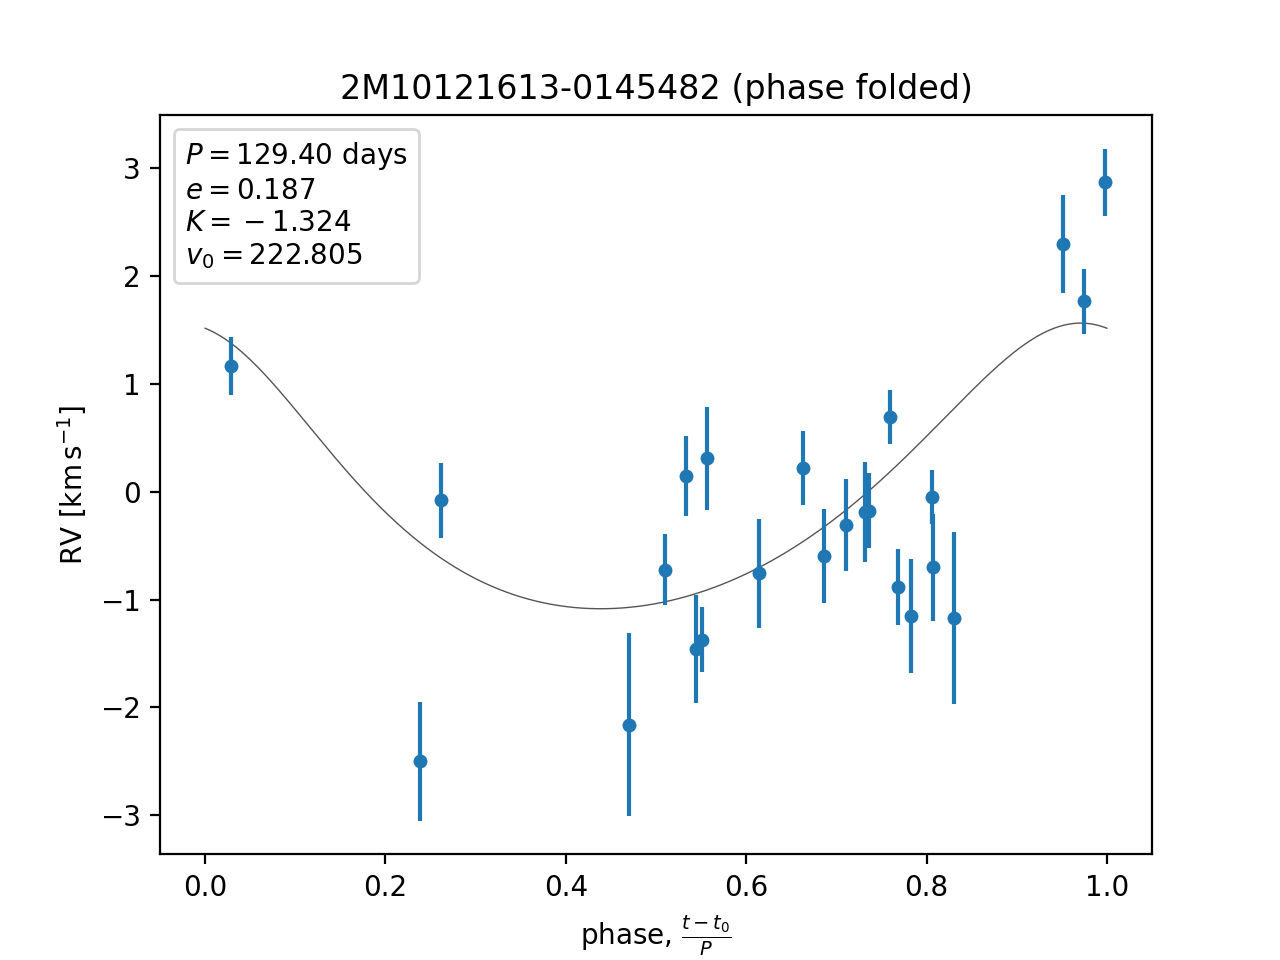 2M10121613-0145482 (phase folded)
P = 129.40 days
e = 0.187
K = −1.324
v₀ = 222.805
RV [km s⁻¹]
3
2
1
0
−1
−2
−3
0.0 0.2 0.4 0.6 0.8 1.0
phase, (t − t₀)/P